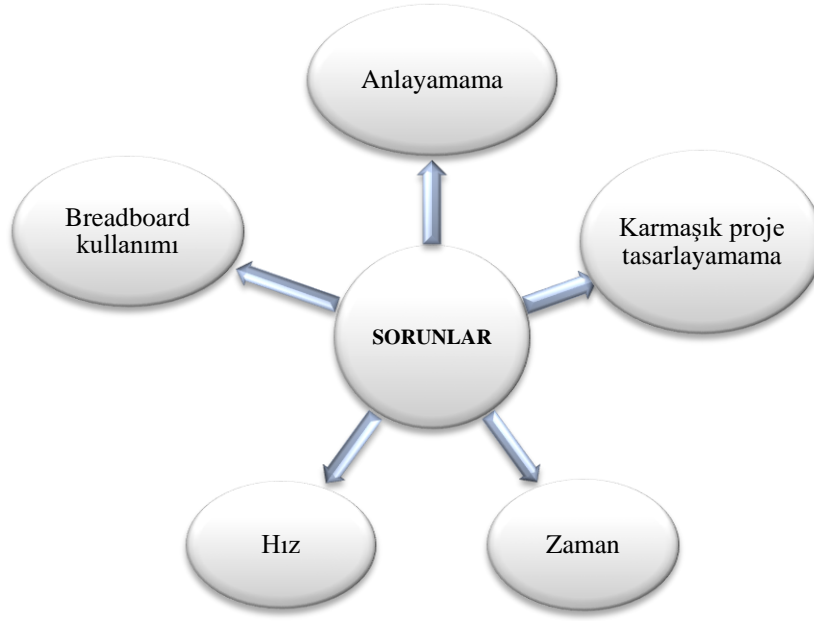 Anlayamama
Breadboard
kullanımı
Karmaşık proje
tasarlayamama
SORUNLAR
Hız
Zaman